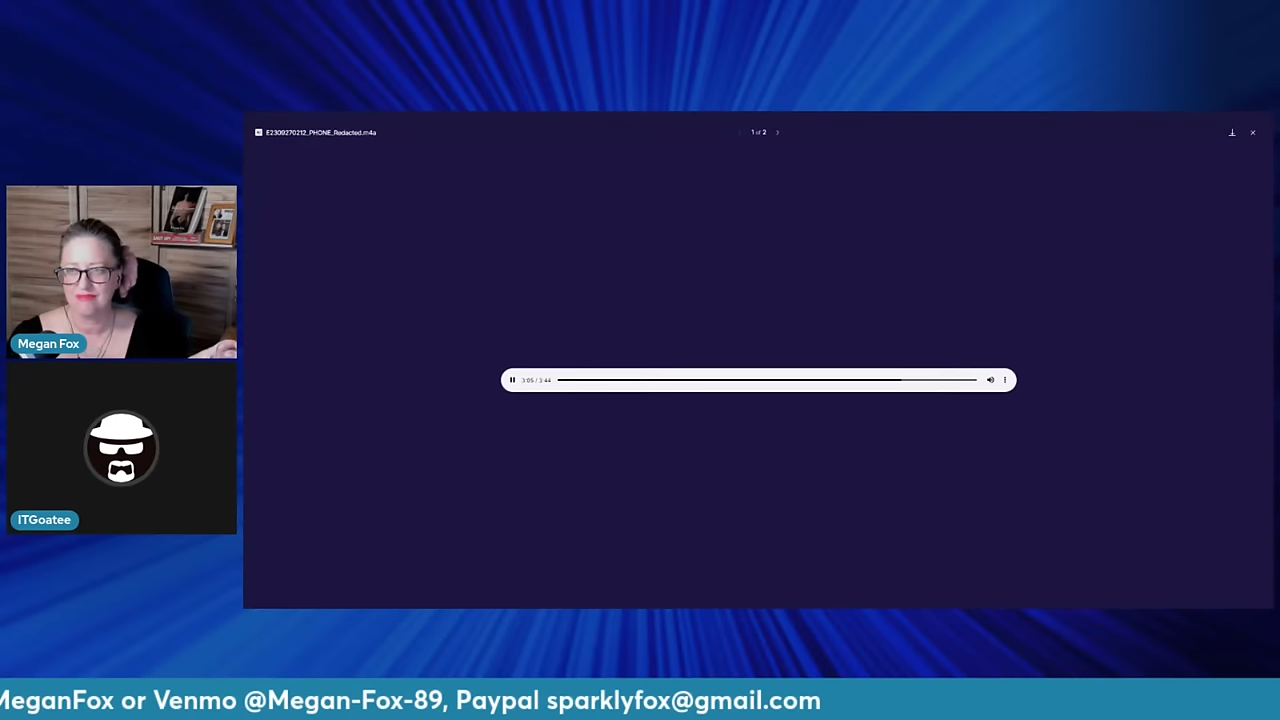 E2309270212_PHONE_Redacted.m4a
1 of 2
Megan Fox
3:05 / 3:44
ITGoatee
MeganFox or Venmo @Megan-Fox-89, Paypal sparklyfox@gmail.com